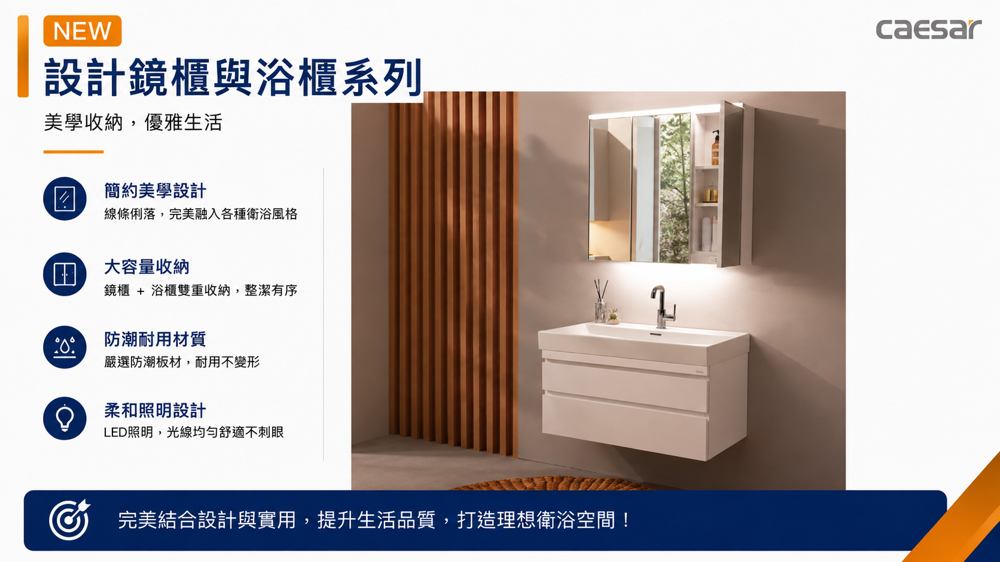 NEW
caesar
設計鏡櫃與浴櫃系列
美學收納，優雅生活
簡約美學設計
線條俐落，完美融入各種衛浴風格
大容量收納
鏡櫃 + 浴櫃雙重收納，整潔有序
防潮耐用材質
嚴選防潮板材，耐用不變形
柔和照明設計
LED照明，光線均勻舒適不刺眼
完美結合設計與實用，提升生活品質，打造理想衛浴空間！